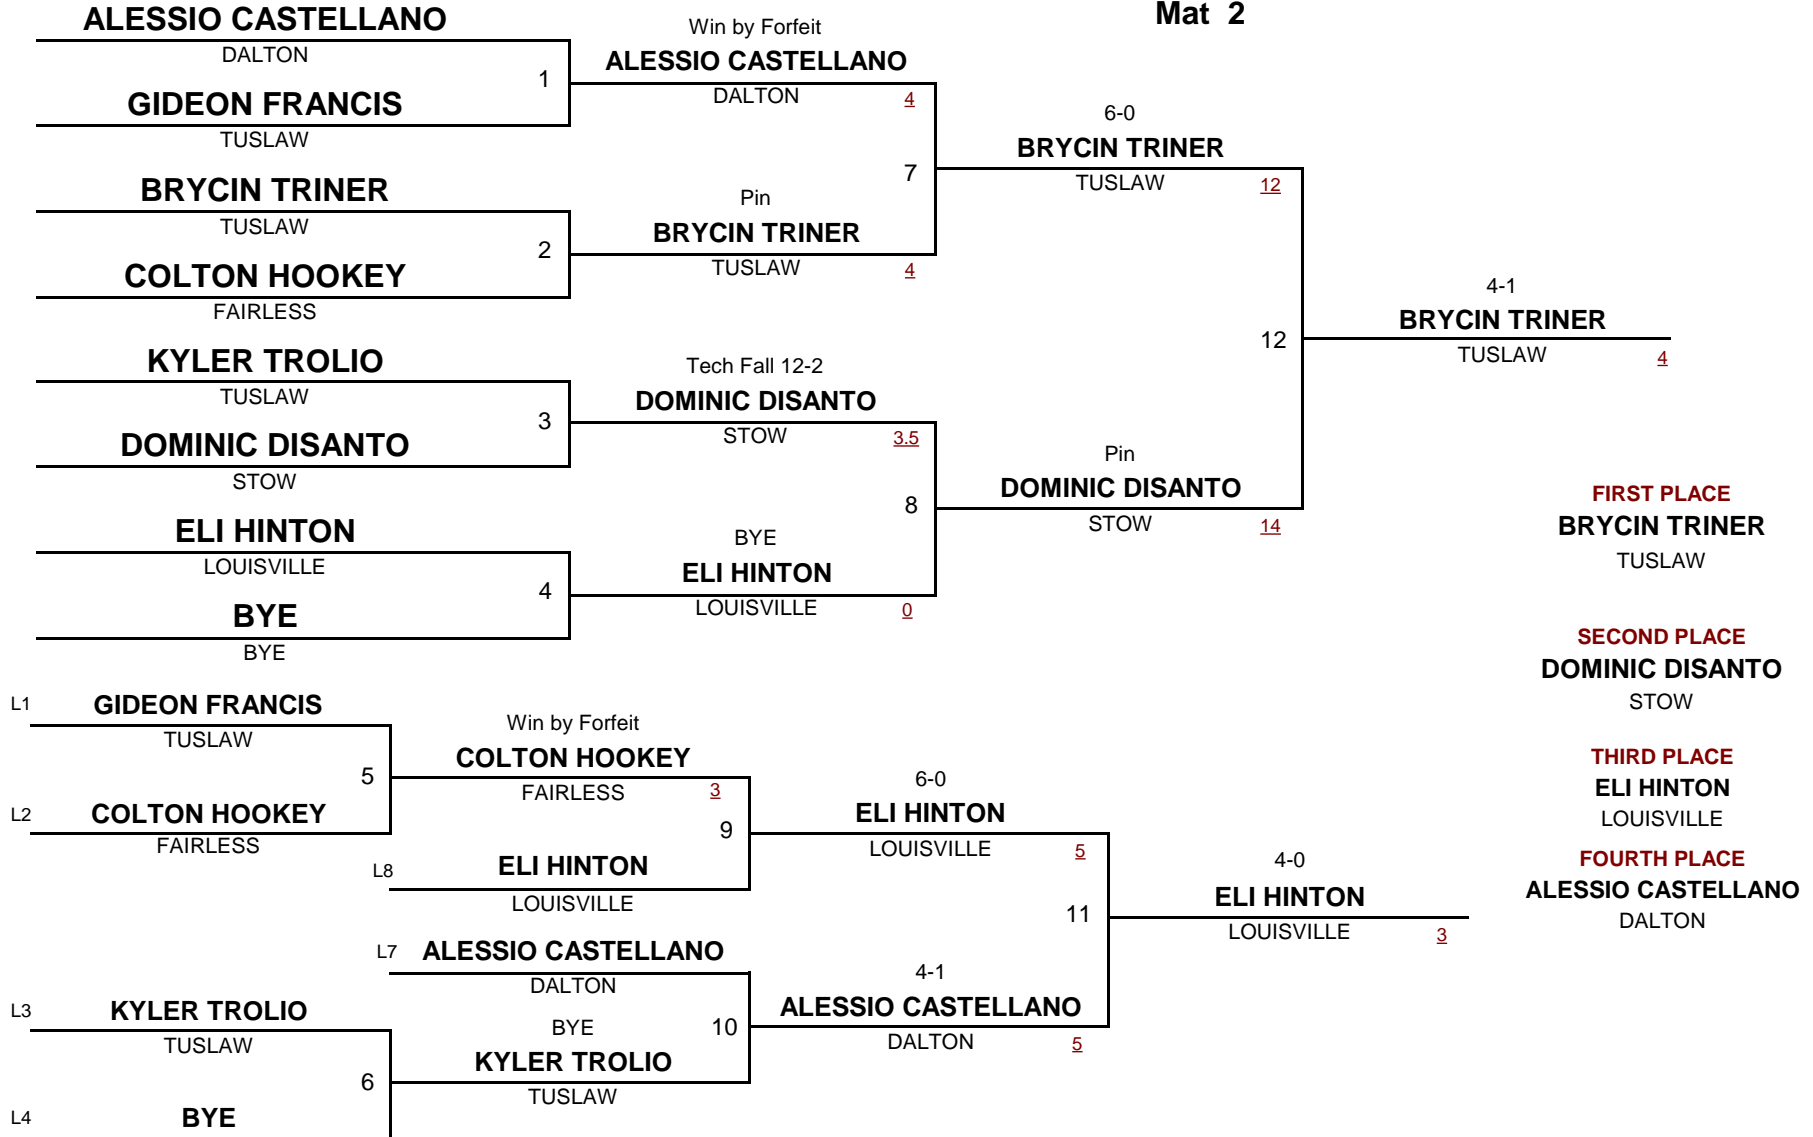 Mat 2
ALESSIO CASTELLANO
DALTON
1
GIDEON FRANCIS
TUSLAW
BRYCIN TRINER
TUSLAW
2
COLTON HOOKEY
FAIRLESS
KYLER TROLIO
TUSLAW
3
DOMINIC DISANTO
STOW
ELI HINTON
LOUISVILLE
4
BYE
BYE
Win by Forfeit
ALESSIO CASTELLANO
DALTON 4
7
Pin
BRYCIN TRINER
TUSLAW 4
Tech Fall 12-2
DOMINIC DISANTO
STOW 3.5
8
BYE
ELI HINTON
LOUISVILLE 0
6-0
BRYCIN TRINER
TUSLAW 12
12
Pin
DOMINIC DISANTO
STOW 14
4-1
BRYCIN TRINER
TUSLAW 4
FIRST PLACE
BRYCIN TRINER
TUSLAW
SECOND PLACE
DOMINIC DISANTO
STOW
THIRD PLACE
ELI HINTON
LOUISVILLE
FOURTH PLACE
ALESSIO CASTELLANO
DALTON
L1 GIDEON FRANCIS
TUSLAW
5
L2 COLTON HOOKEY
FAIRLESS
L3 KYLER TROLIO
TUSLAW
6
L4 BYE
Win by Forfeit
COLTON HOOKEY
FAIRLESS 3
9
L8 ELI HINTON
LOUISVILLE
L7 ALESSIO CASTELLANO
DALTON
BYE 10
KYLER TROLIO
TUSLAW
6-0
ELI HINTON
LOUISVILLE 5
11
4-1
ALESSIO CASTELLANO
DALTON 5
4-0
ELI HINTON
LOUISVILLE 3